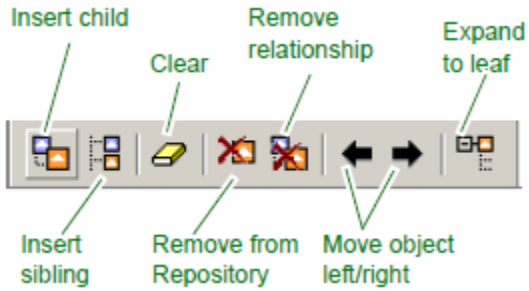 Insert child
Remove
relationship
Expand
to leaf
Clear
Insert
sibling
Remove from
Repository
Move object
left/right